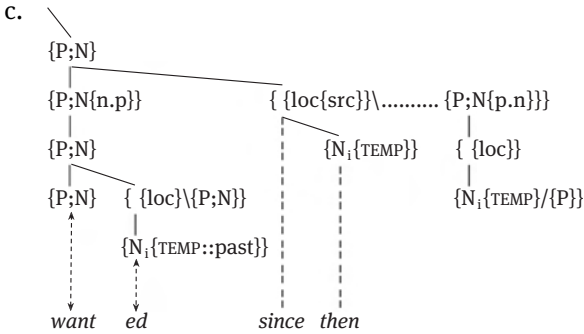 c.
{P;N}
{P;N{n.p}} { {loc{src}}\.......... {P;N{p.n}}}
{P;N} {N_i{TEMP}} { {loc}}
{P;N} { {loc}\{P;N}} {N_i{TEMP}/{P}}
{N_i{TEMP::past}}
want ed since then